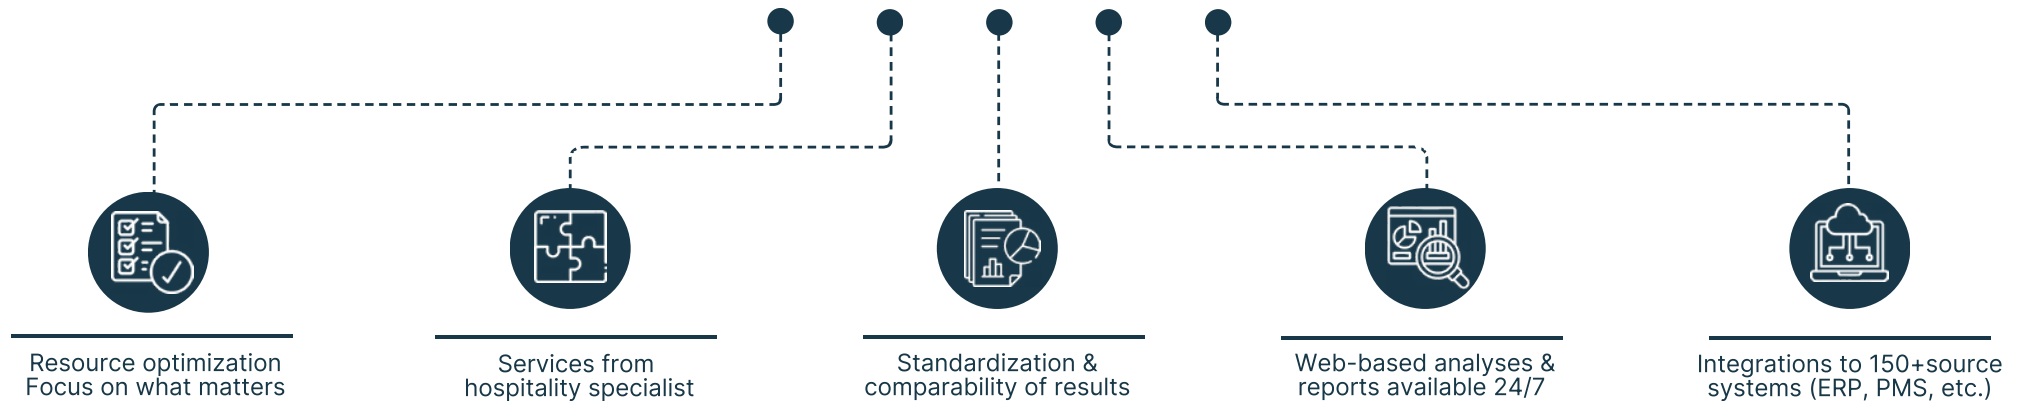 Resource optimization
Focus on what matters
Services from
hospitality specialist
Standardization &
comparability of results
Web-based analyses &
reports available 24/7
Integrations to 150+source
systems (ERP, PMS, etc.)